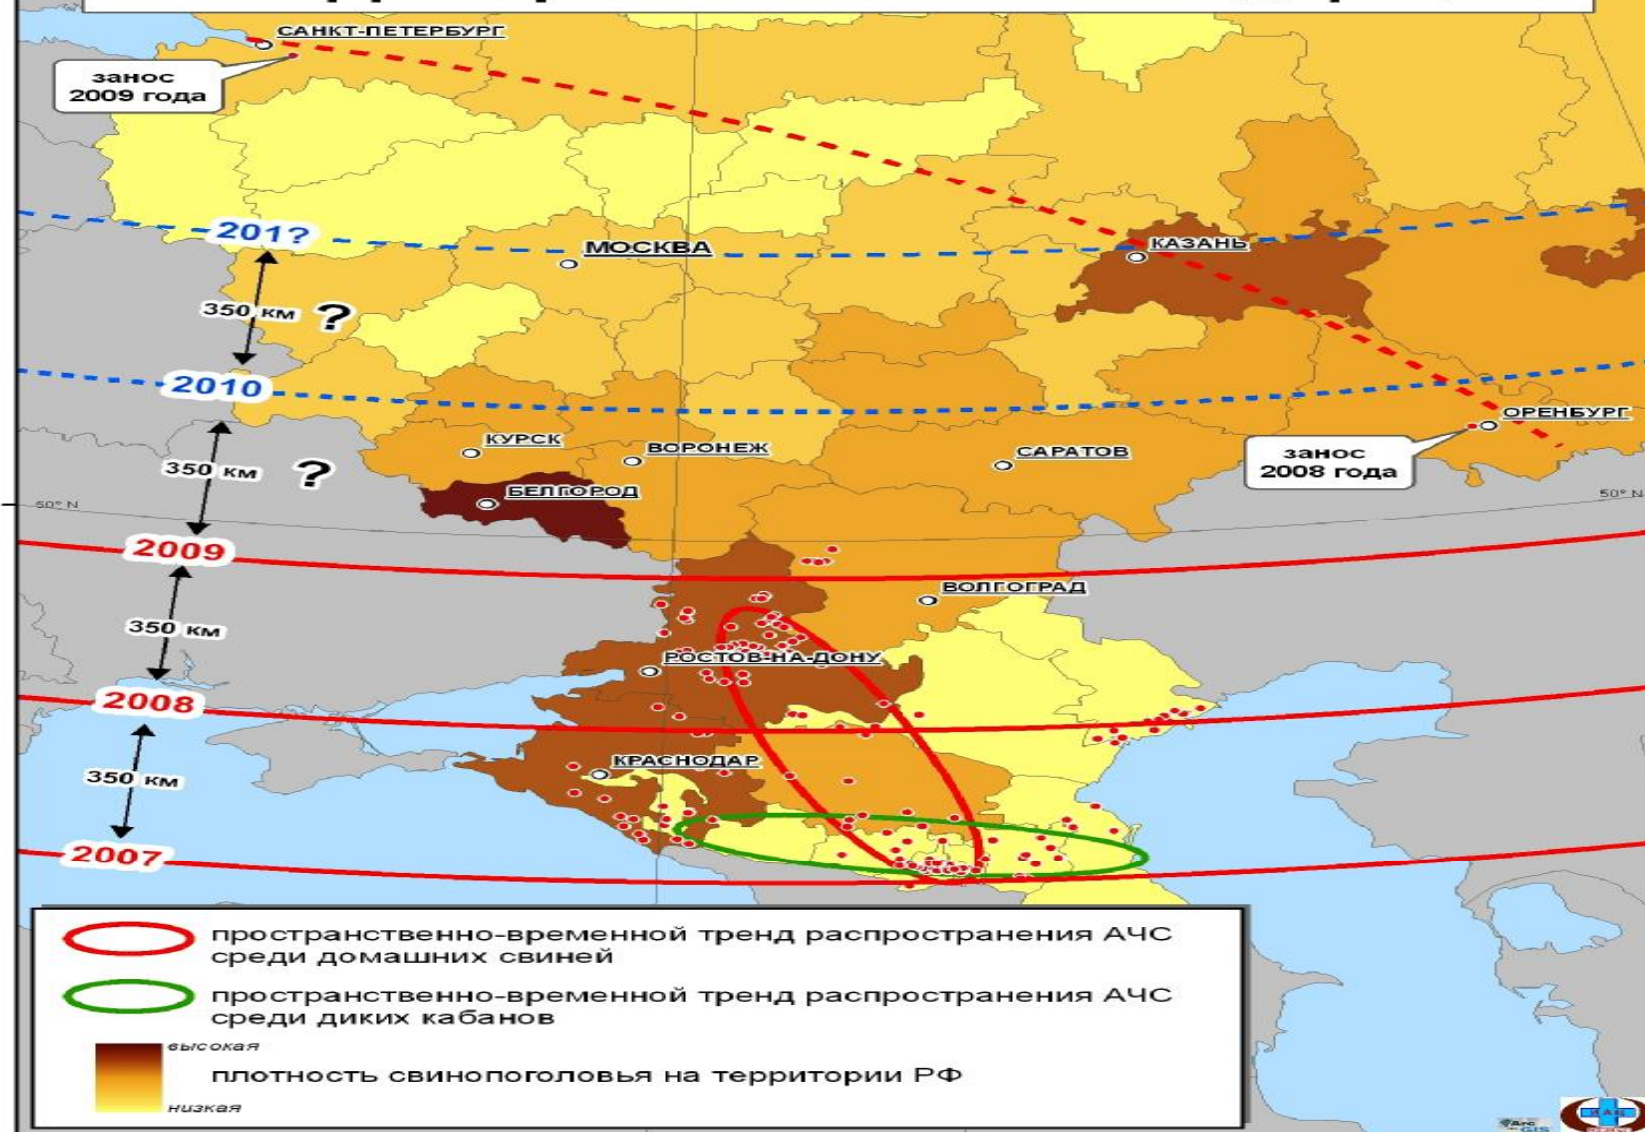 САНКТ-ПЕТЕРБУРГ
занос
2009 года
201?
МОСКВА
КАЗАНЬ
350 км ?
2010
ОРЕНБУРГ
занос
2008 года
КУРСК
ВОРОНЕЖ
САРАТОВ
350 км ?
БЕЛГОРОД
50° N
50° N
2009
ВОЛГОГРАД
350 км
РОСТОВ-НА-ДОНУ
2008
КРАСНОДАР
350 км
2007
пространственно-временной тренд распространения АЧС
среди домашних свиней
пространственно-временной тренд распространения АЧС
среди диких кабанов
высокая
плотность свинопоголовья на территории РФ
низкая
ИАЦ